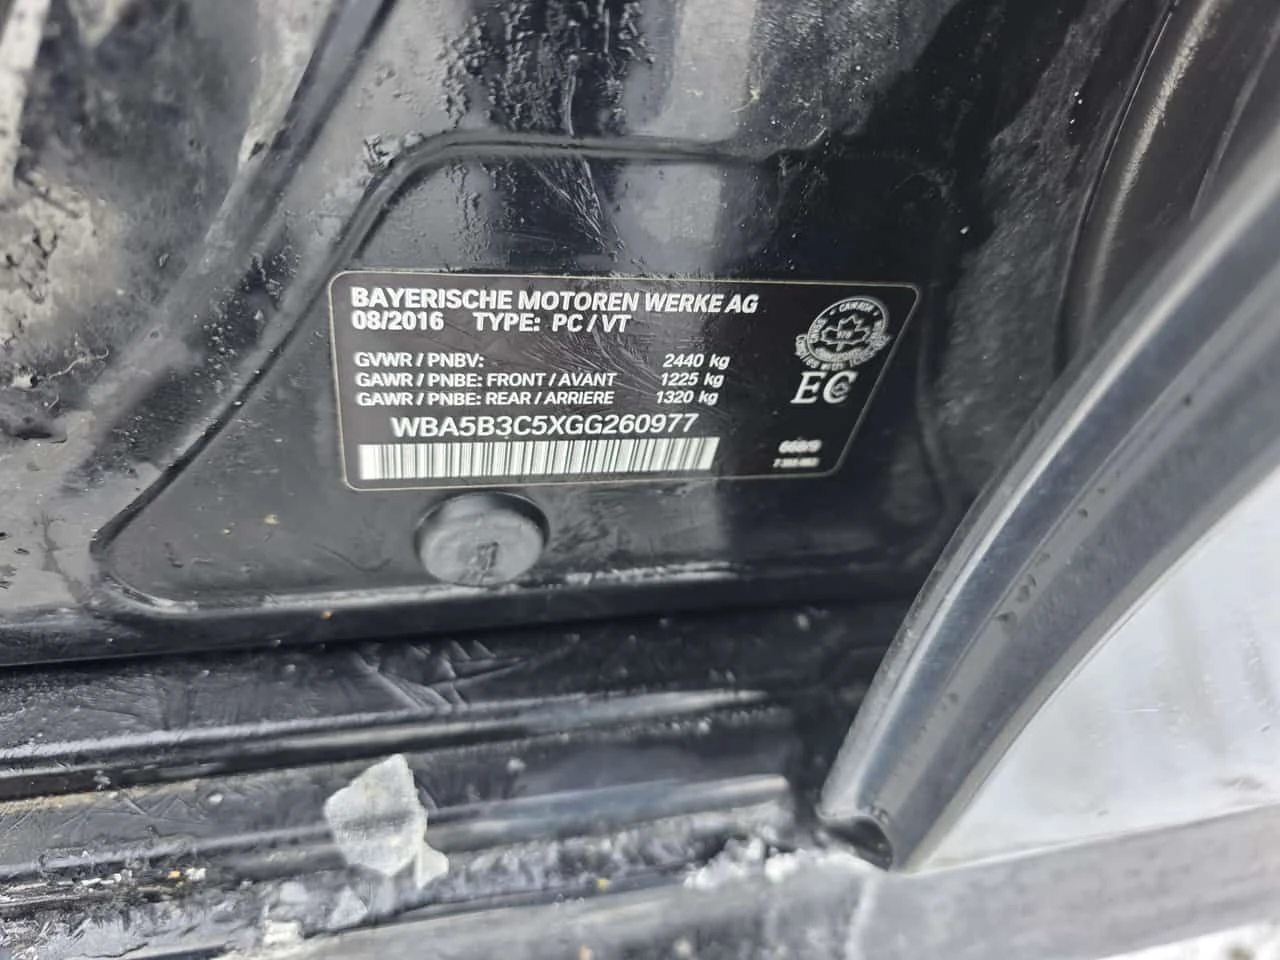 BAYERISCHE MOTOREN WERKE AG
08/2016 TYPE: PC / VT
GVWR / PNBV: 2440 kg
GAWR / PNBE: FRONT / AVANT 1225 kg
GAWR / PNBE: REAR / ARRIERE 1320 kg
WBA5B3C5XGG260977
CANADA
EC